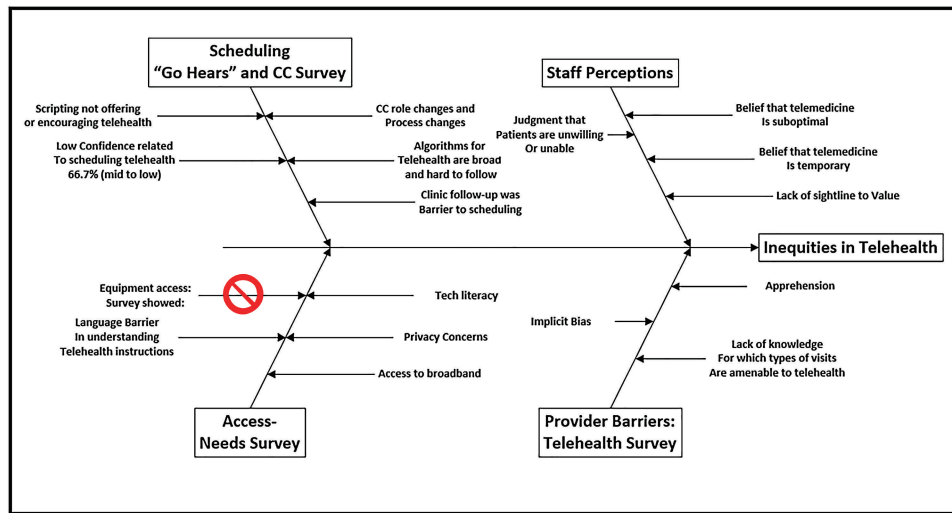 Scheduling
“Go Hears” and CC Survey
Scripting not offering
or encouraging telehealth
CC role changes and
Process changes
Low Confidence related
To scheduling telehealth
66.7% (mid to low)
Algorithms for
Telehealth are broad
and hard to follow
Clinic follow-up was
Barrier to scheduling
Staff Perceptions
Judgment that
Patients are unwilling
Or unable
Belief that telemedicine
Is suboptimal
Belief that telemedicine
Is temporary
Lack of sightline to Value
Inequities in Telehealth
Equipment access:
Survey showed:
Tech literacy
Language Barrier
In understanding
Telehealth instructions
Privacy Concerns
Access to broadband
Access-
Needs Survey
Apprehension
Implicit Bias
Lack of knowledge
For which types of visits
Are amenable to telehealth
Provider Barriers:
Telehealth Survey